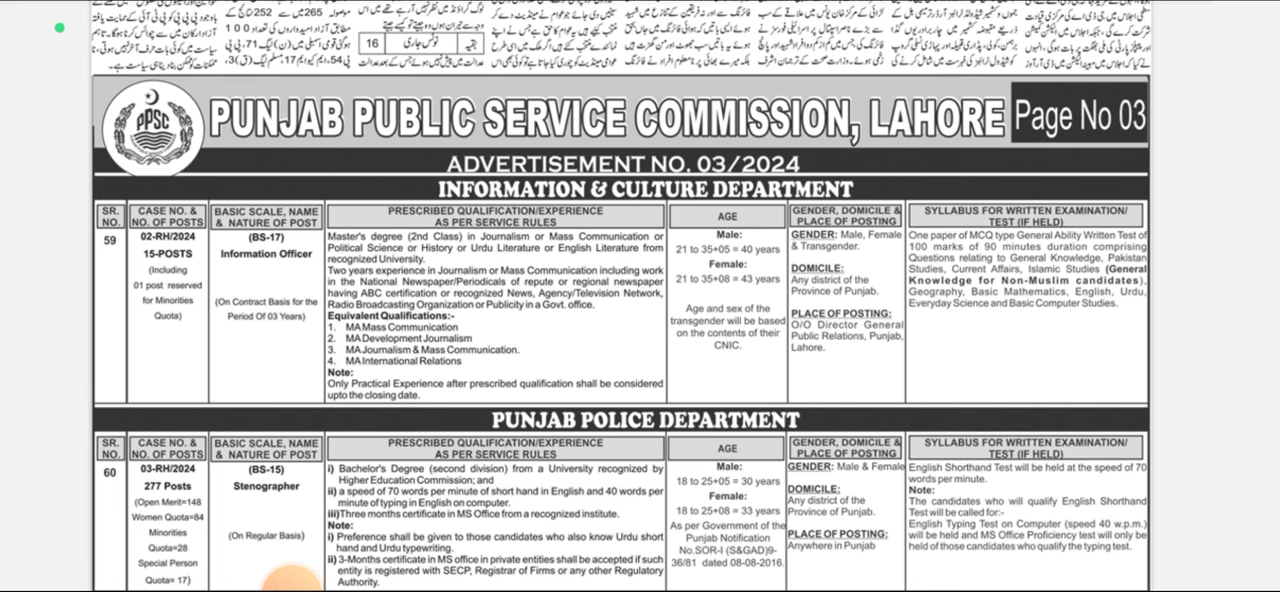 نوٹس جاری
بقیہ
16
PPSC
PUNJAB PUBLIC SERVICE COMMISSION, LAHORE
Page No 03
ADVERTISEMENT NO. 03/2024
INFORMATION & CULTURE DEPARTMENT
SR. NO.
CASE NO. & NO. OF POSTS
BASIC SCALE, NAME & NATURE OF POST
PRESCRIBED QUALIFICATION/EXPERIENCE AS PER SERVICE RULES
AGE
GENDER, DOMICILE & PLACE OF POSTING
SYLLABUS FOR WRITTEN EXAMINATION/ TEST (IF HELD)
59
02-RH/2024
15-POSTS
(Including
01 post reserved
for Minorities
Quota)
(BS-17)
Information Officer
(On Contract Basis for the
Period Of 03 Years)
Master's degree (2nd Class) in Journalism or Mass Communication or
Political Science or History or Urdu Literature or English Literature from
recognized University.
Two years experience in Journalism or Mass Communication including work
in the National Newspaper/Periodicals of repute or regional newspaper
having ABC certification or recognized News, Agency/Television Network,
Radio Broadcasting Organization or Publicity in a Govt. office.
Equivalent Qualifications:-
1. MA Mass Communication
2. MA Development Journalism
3. MA Journalism & Mass Communication.
4. MA International Relations
Note:
Only Practical Experience after prescribed qualification shall be considered
upto the closing date.
Male:
21 to 35+05 = 40 years
Female:
21 to 35+08 = 43 years
Age and sex of the
transgender will be based
on the contents of their
CNIC.
GENDER: Male, Female
& Transgender.
DOMICILE:
Any district of the
Province of Punjab.
PLACE OF POSTING:
O/O Director General
Public Relations, Punjab,
Lahore.
One paper of MCQ type General Ability Written Test of
100 marks of 90 minutes duration comprising
Questions relating to General Knowledge, Pakistan
Studies, Current Affairs, Islamic Studies (General
Knowledge for Non-Muslim candidates),
Geography, Basic Mathematics, English, Urdu,
Everyday Science and Basic Computer Studies.
PUNJAB POLICE DEPARTMENT
SR. NO.
CASE NO. & NO. OF POSTS
BASIC SCALE, NAME & NATURE OF POST
PRESCRIBED QUALIFICATION/EXPERIENCE AS PER SERVICE RULES
AGE
GENDER, DOMICILE & PLACE OF POSTING
SYLLABUS FOR WRITTEN EXAMINATION/ TEST (IF HELD)
60
03-RH/2024
277 Posts
(Open Merit=148
Women Quota=84
Minorities
Quota=28
Special Person
Quota= 17)
(BS-15)
Stenographer
(On Regular Basis)
i) Bachelor's Degree (second division) from a University recognized by
Higher Education Commission; and
ii) a speed of 70 words per minute of short hand in English and 40 words per
minute of typing in English on computer.
iii) Three months certificate in MS Office from a recognized institute.
Note:
i) Preference shall be given to those candidates who also know Urdu short
hand and Urdu typewriting.
ii) 3-Months certificate in MS office in private entities shall be accepted if such
entity is registered with SECP, Registrar of Firms or any other Regulatory
Authority.
Male:
18 to 25+05 = 30 years
Female:
18 to 25+08 = 33 years
As per Government of the
Punjab Notification
No.SOR-I (S&GAD)9-
36/81 dated 08-08-2016.
GENDER: Male & Female
DOMICILE:
Any district of the
Province of Punjab.
PLACE OF POSTING:
Anywhere in Punjab
English Shorthand Test will be held at the speed of 70
words per minute.
Note:
The candidates who will qualify English Shorthand
Test will be called for:-
English Typing Test on Computer (speed 40 w.p.m.)
will be held and MS Office Proficiency test will only be
held of those candidates who qualify the typing test.